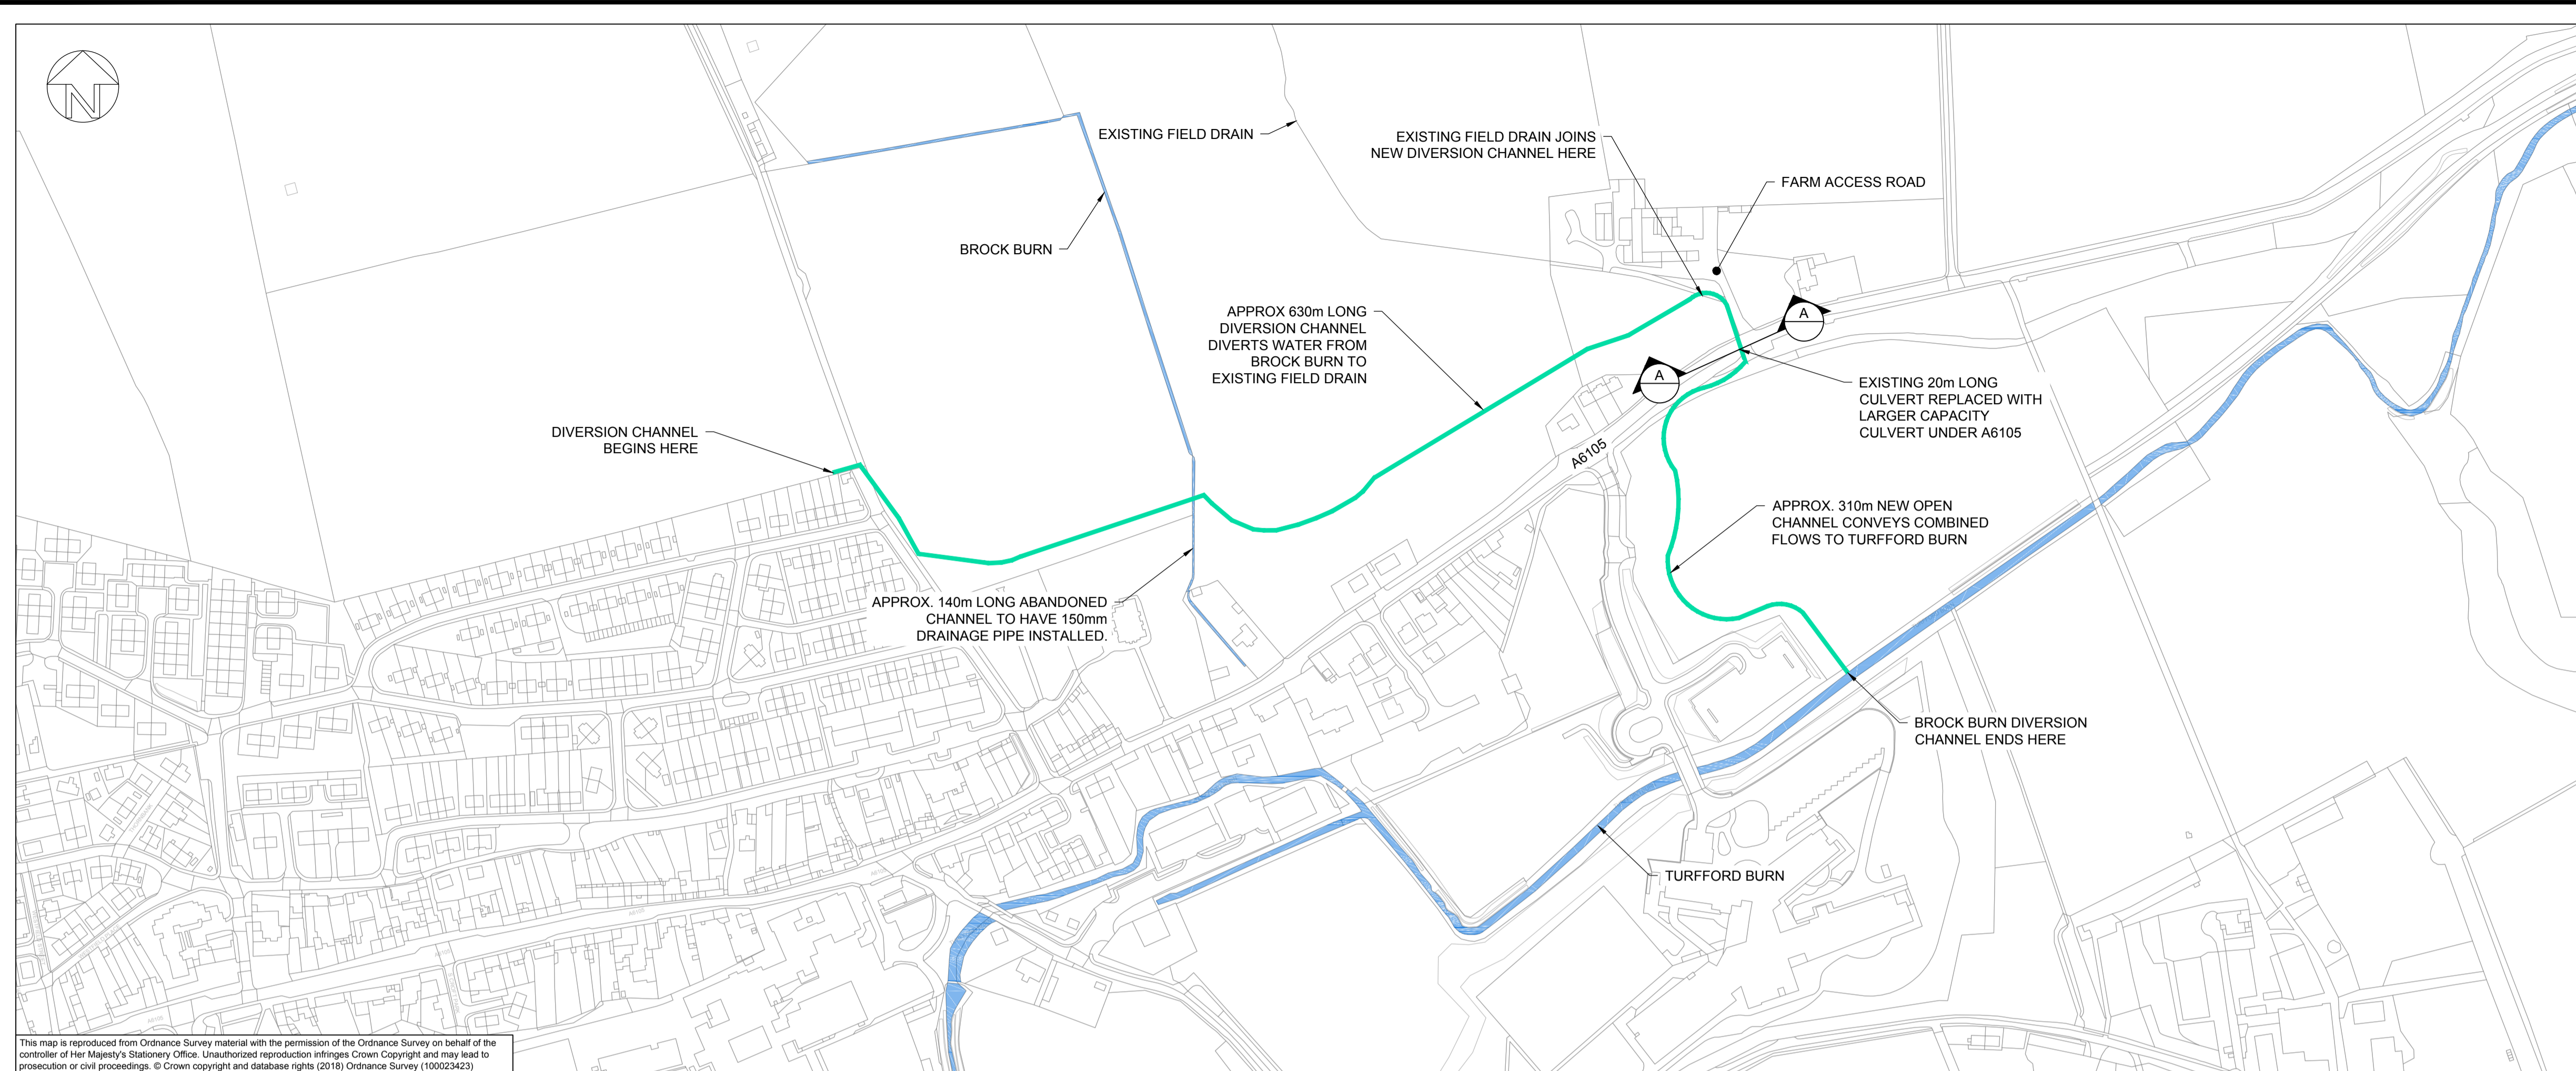 N
EXISTING FIELD DRAIN
EXISTING FIELD DRAIN JOINS
NEW DIVERSION CHANNEL HERE
FARM ACCESS ROAD
BROCK BURN
APPROX 630m LONG
DIVERSION CHANNEL
DIVERTS WATER FROM
BROCK BURN TO
EXISTING FIELD DRAIN
A
A
EXISTING 20m LONG
CULVERT REPLACED WITH
LARGER CAPACITY
CULVERT UNDER A6105
DIVERSION CHANNEL
BEGINS HERE
A6105
APPROX. 310m NEW OPEN
CHANNEL CONVEYS COMBINED
FLOWS TO TURFFORD BURN
APPROX. 140m LONG ABANDONED
CHANNEL TO HAVE 150mm
DRAINAGE PIPE INSTALLED.
BROCK BURN DIVERSION
CHANNEL ENDS HERE
TURFFORD BURN
A6105
A6105
A6105
This map is reproduced from Ordnance Survey material with the permission of the Ordnance Survey on behalf of the
controller of Her Majesty's Stationery Office. Unauthorized reproduction infringes Crown Copyright and may lead to
prosecution or civil proceedings. © Crown copyright and database rights (2018) Ordnance Survey (100023423)